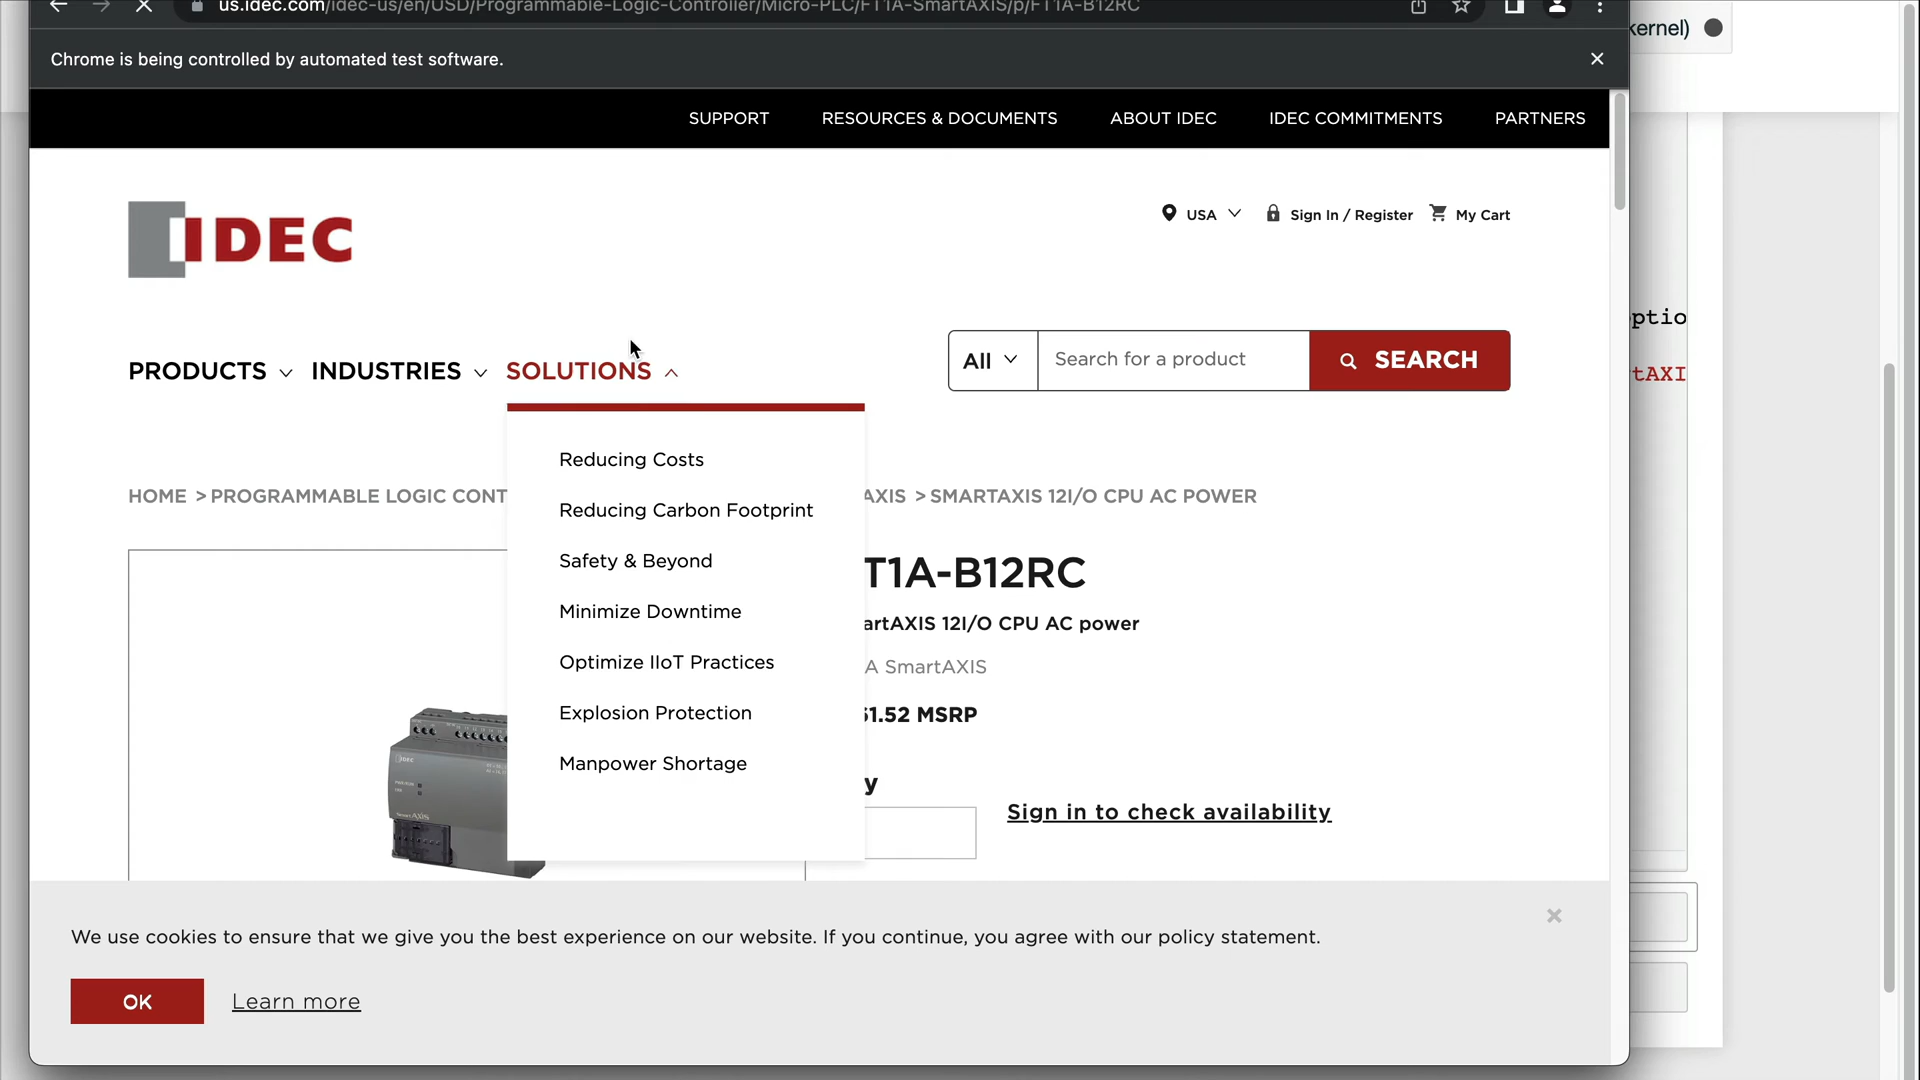 us.idec.com/idec-us/en/USD/Programmable-Logic-Controller/Micro-PLC/FT1A-SmartAXIS/p/FT1A-B12RC
kernel)
Chrome is being controlled by automated test software.
SUPPORT RESOURCES & DOCUMENTS ABOUT IDEC IDEC COMMITMENTS PARTNERS
IDEC
USA Sign In / Register My Cart
PRODUCTS INDUSTRIES SOLUTIONS All Search for a product SEARCH
ptio
tAXI
Reducing Costs
Reducing Carbon Footprint
Safety & Beyond
Minimize Downtime
Optimize IIoT Practices
Explosion Protection
Manpower Shortage
HOME > PROGRAMMABLE LOGIC CONT AXIS > SMARTAXIS 12I/O CPU AC POWER
T1A-B12RC
artAXIS 12I/O CPU AC power
A SmartAXIS
61.52 MSRP
y
Sign in to check availability
IDEC
We use cookies to ensure that we give you the best experience on our website. If you continue, you agree with our policy statement.
OK Learn more